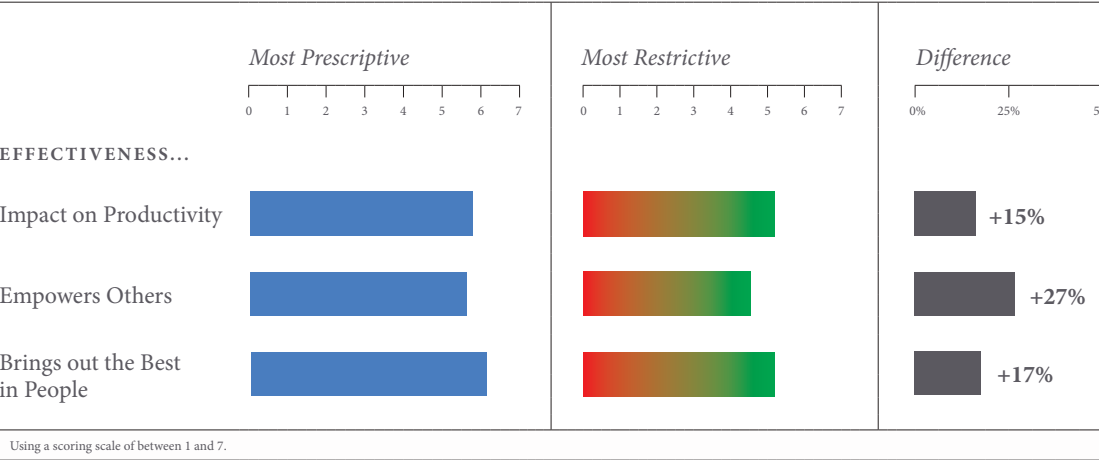 Most Prescriptive Most Restrictive Difference
0 1 2 3 4 5 6 7 0 1 2 3 4 5 6 7 0% 25%
EFFECTIVENESS...
Impact on Productivity +15%
Empowers Others +27%
Brings out the Best
in People +17%
Using a scoring scale of between 1 and 7.